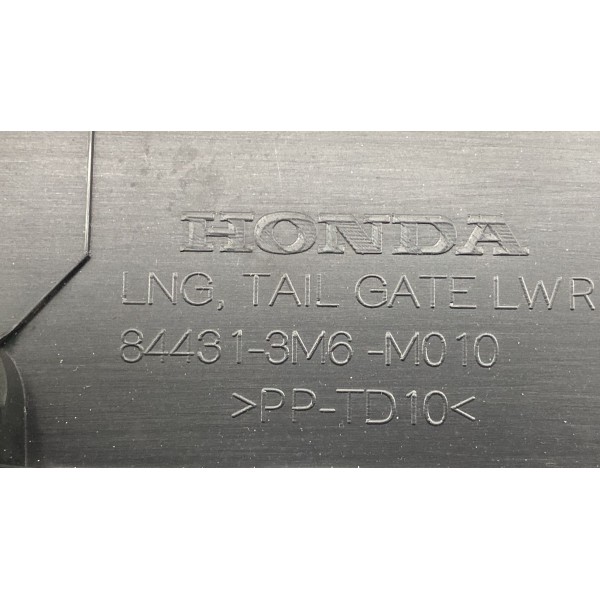 HONDA
LNG, TAIL GATE LWR
84431-3M6-M010
>PP-TD10<